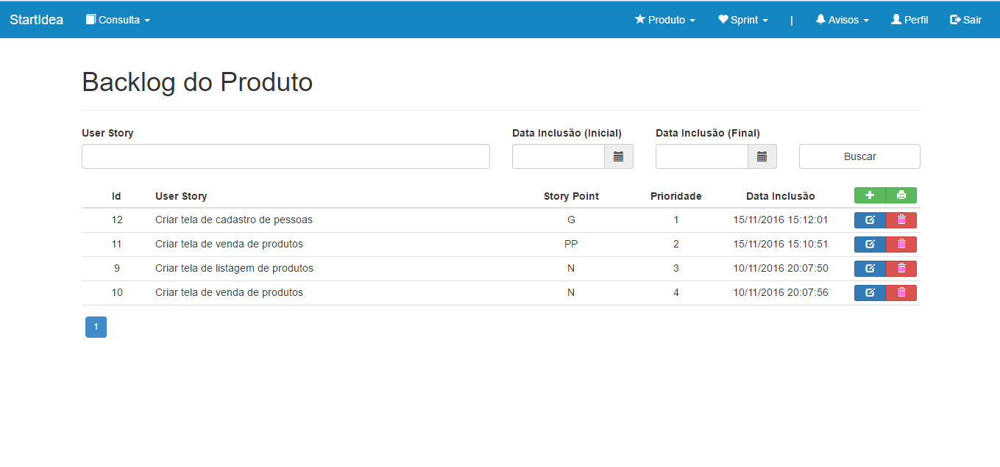 StartIdea Consulta Produto Sprint | Avisos Perfil Sair
Backlog do Produto
User Story Data Inclusão (Inicial) Data Inclusão (Final)
Buscar
Id User Story Story Point Prioridade Data Inclusão
12 Criar tela de cadastro de pessoas G 1 15/11/2016 15:12:01
11 Criar tela de venda de produtos PP 2 15/11/2016 15:10:51
9 Criar tela de listagem de produtos N 3 10/11/2016 20:07:50
10 Criar tela de venda de produtos N 4 10/11/2016 20:07:56
1